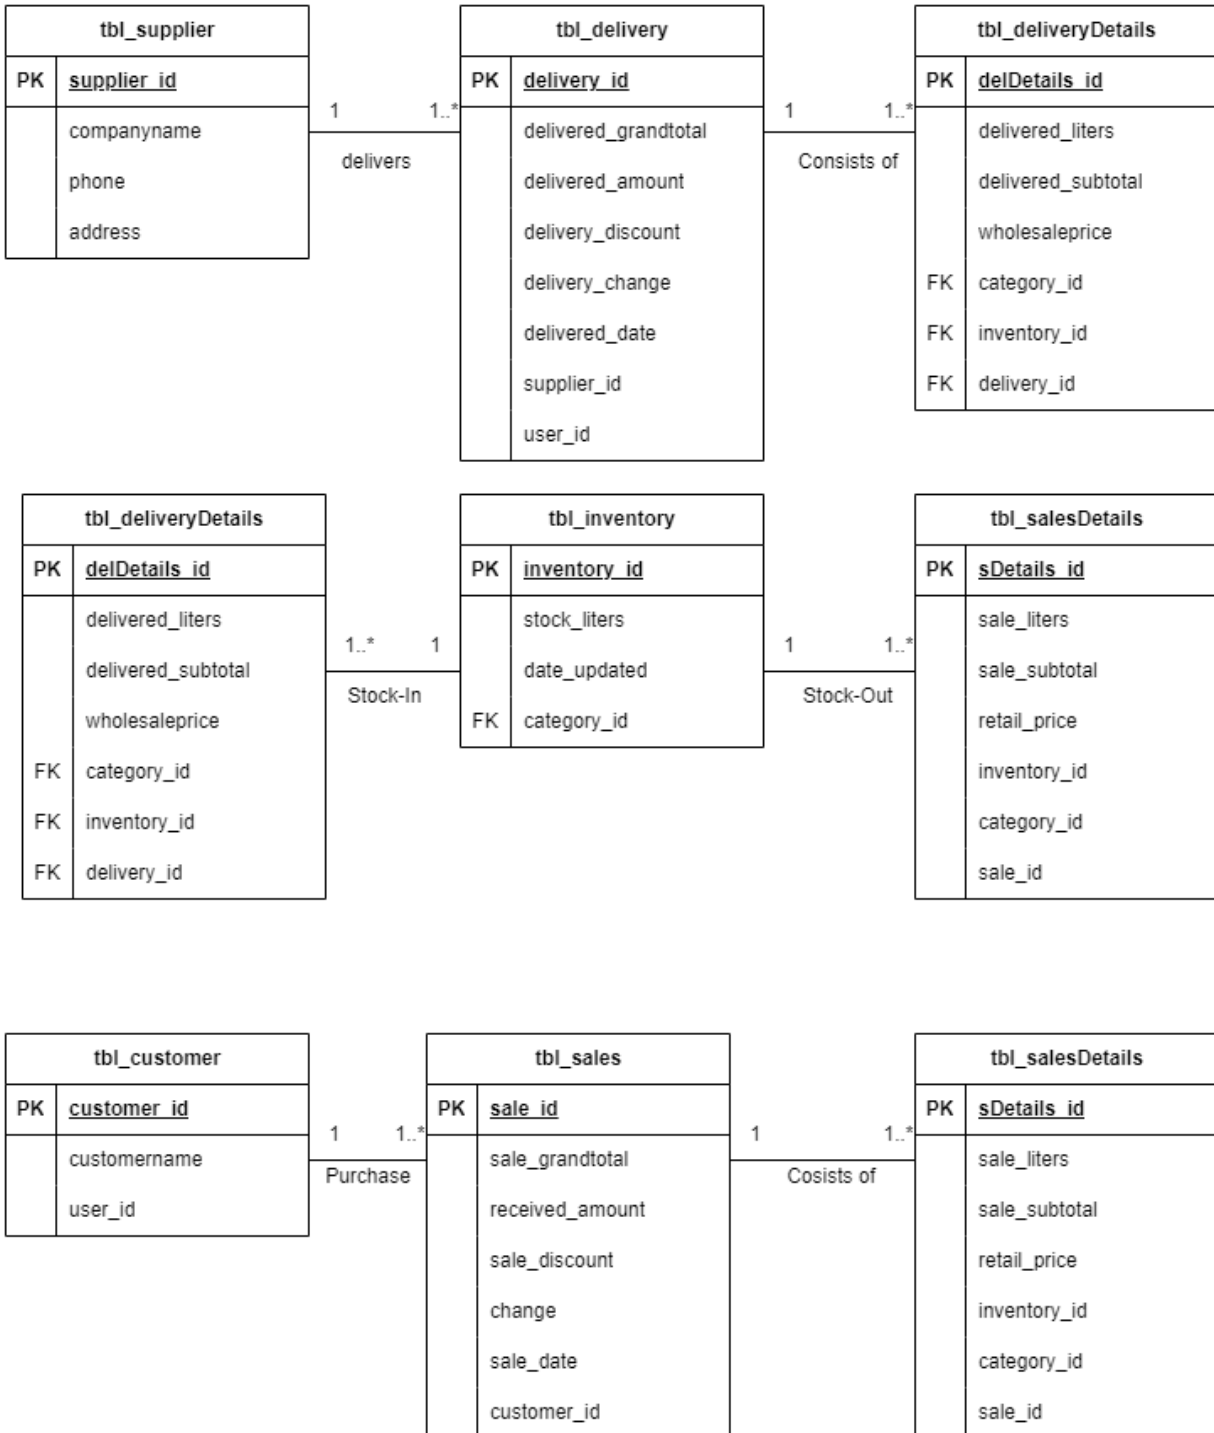 tbl_supplier
PK supplier_id
companyname
phone
address
1 1..*
delivers
tbl_delivery
PK delivery_id
delivered_grandtotal
delivered_amount
delivery_discount
delivery_change
delivered_date
supplier_id
user_id
1 1..*
Consists of
tbl_deliveryDetails
PK delDetails_id
delivered_liters
delivered_subtotal
wholesaleprice
FK category_id
FK inventory_id
FK delivery_id
tbl_deliveryDetails
PK delDetails_id
delivered_liters
delivered_subtotal
wholesaleprice
FK category_id
FK inventory_id
FK delivery_id
1..* 1
Stock-In
tbl_inventory
PK inventory_id
stock_liters
date_updated
FK category_id
1 1..*
Stock-Out
tbl_salesDetails
PK sDetails_id
sale_liters
sale_subtotal
retail_price
inventory_id
category_id
sale_id
tbl_customer
PK customer_id
customername
user_id
1 1..*
Purchase
tbl_sales
PK sale_id
sale_grandtotal
received_amount
sale_discount
change
sale_date
customer_id
1 1..*
Cosists of
tbl_salesDetails
PK sDetails_id
sale_liters
sale_subtotal
retail_price
inventory_id
category_id
sale_id